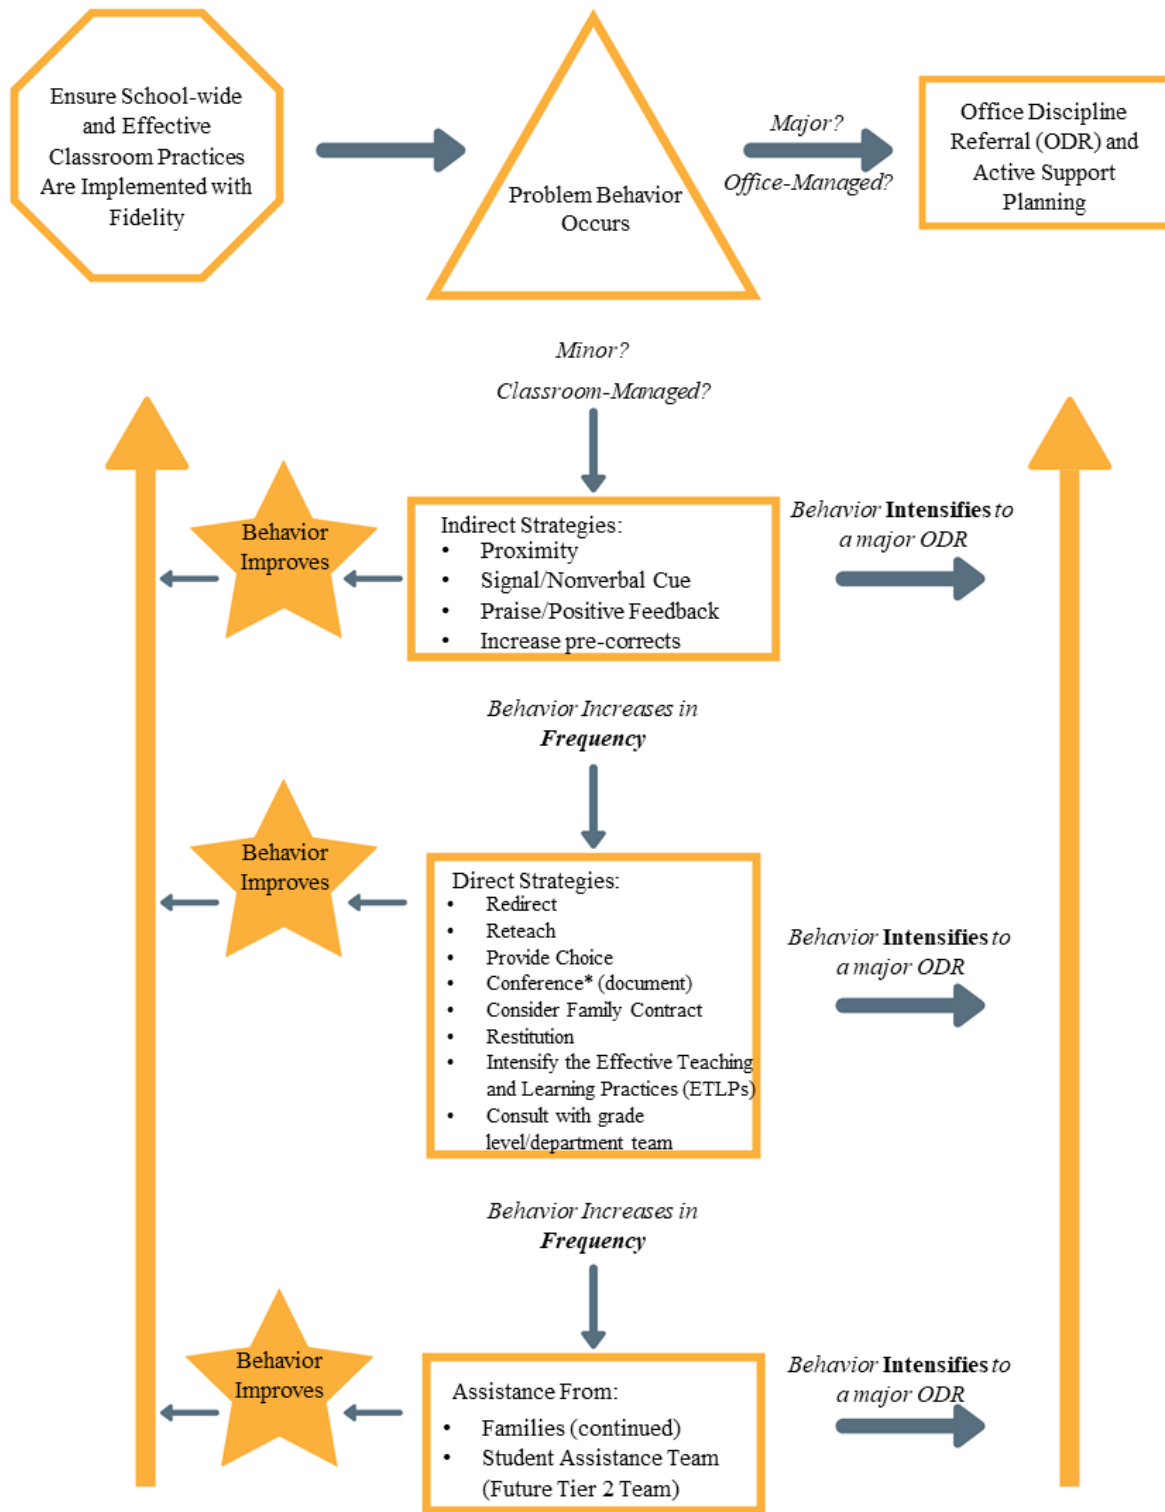 Ensure School-wide
and Effective
Classroom Practices
Are Implemented with
Fidelity
Problem Behavior
Occurs
Major?
Office-Managed?
Office Discipline
Referral (ODR) and
Active Support
Planning
Minor?
Classroom-Managed?
Behavior
Improves
Indirect Strategies:
• Proximity
• Signal/Nonverbal Cue
• Praise/Positive Feedback
• Increase pre-corrects
Behavior Intensifies to
a major ODR
Behavior Increases in
Frequency
Behavior
Improves
Direct Strategies:
• Redirect
• Reteach
• Provide Choice
• Conference* (document)
• Consider Family Contract
• Restitution
• Intensify the Effective Teaching
and Learning Practices (ETLPs)
• Consult with grade
level/department team
Behavior Intensifies to
a major ODR
Behavior Increases in
Frequency
Behavior
Improves
Assistance From:
• Families (continued)
• Student Assistance Team
(Future Tier 2 Team)
Behavior Intensifies to
a major ODR